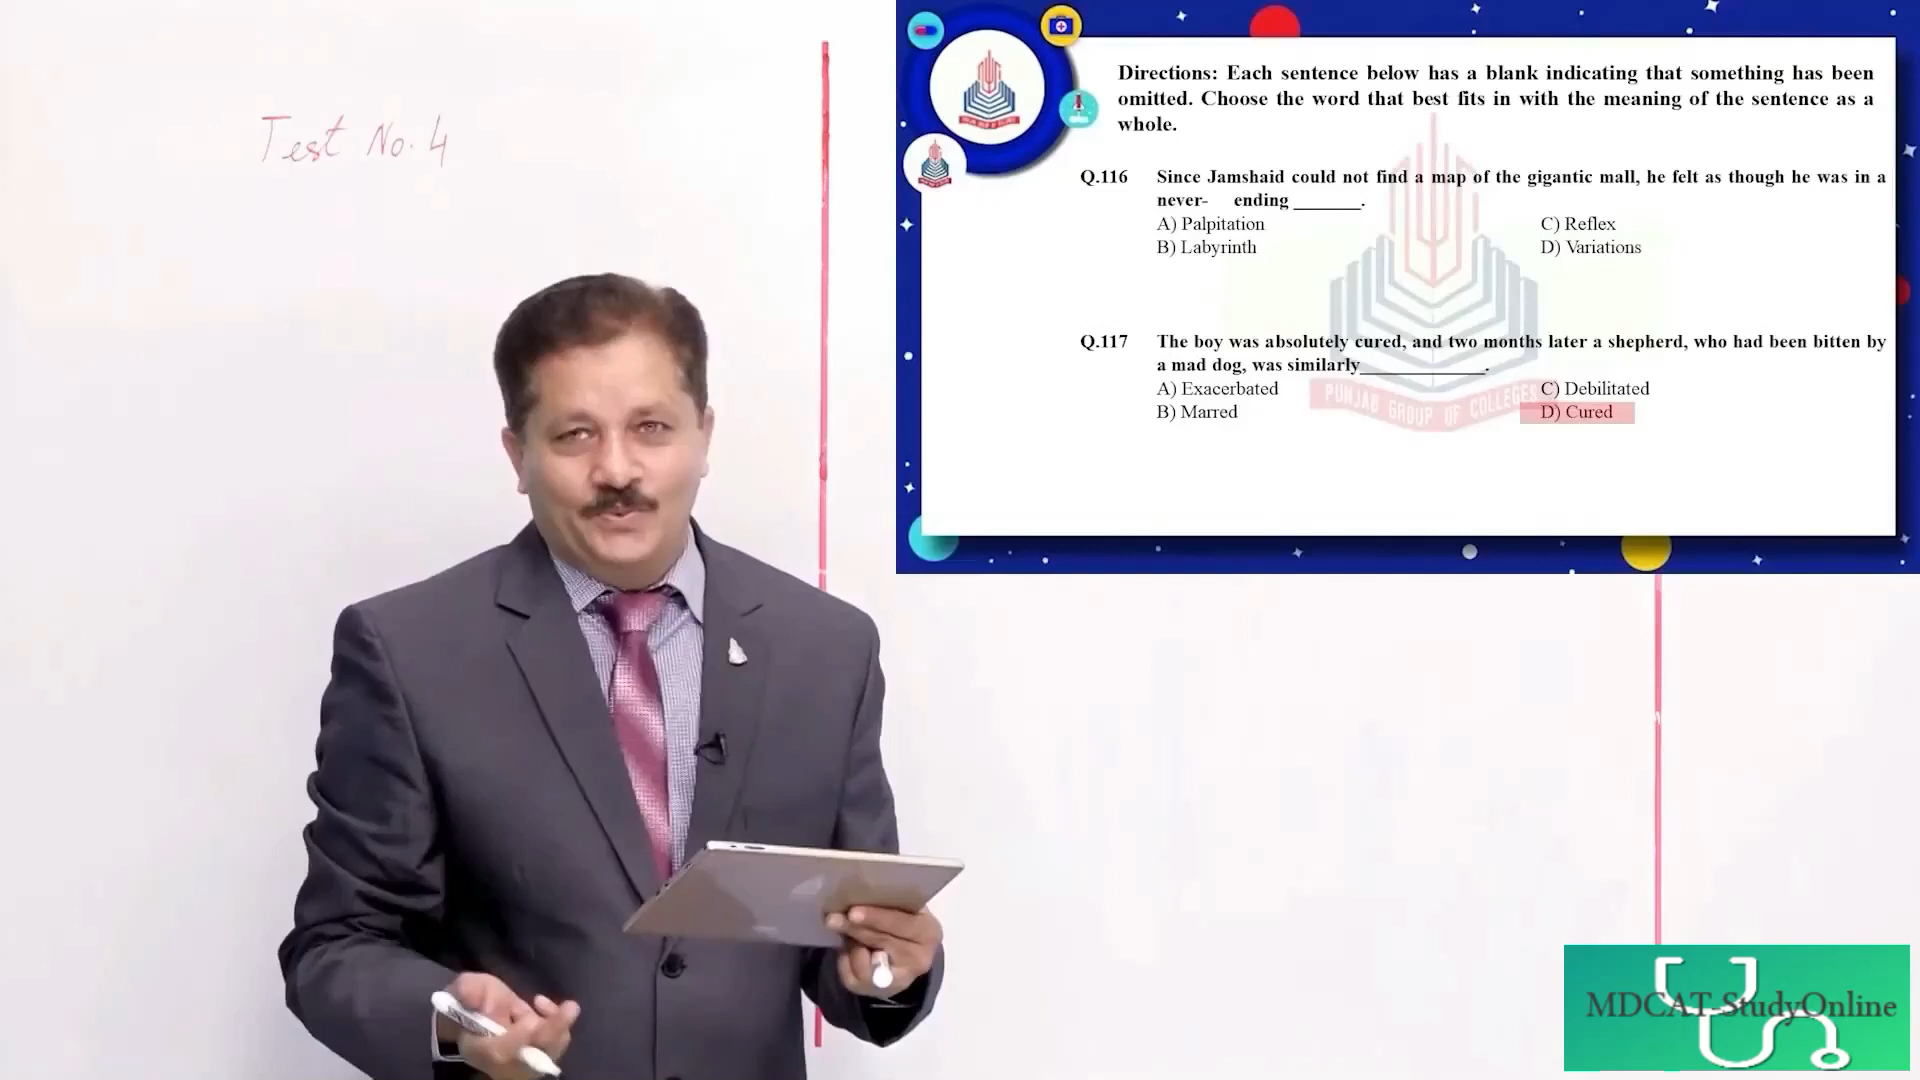 Test No. 4
Directions: Each sentence below has a blank indicating that something has been
omitted. Choose the word that best fits in with the meaning of the sentence as a
whole.
Q.116 Since Jamshaid could not find a map of the gigantic mall, he felt as though he was in a
never- ending _______.
A) Palpitation C) Reflex
B) Labyrinth D) Variations
Q.117 The boy was absolutely cured, and two months later a shepherd, who had been bitten by
a mad dog, was similarly_____________.
A) Exacerbated C) Debilitated
B) Marred D) Cured
PUNJAB GROUP OF COLLEGES
MDCAT StudyOnline